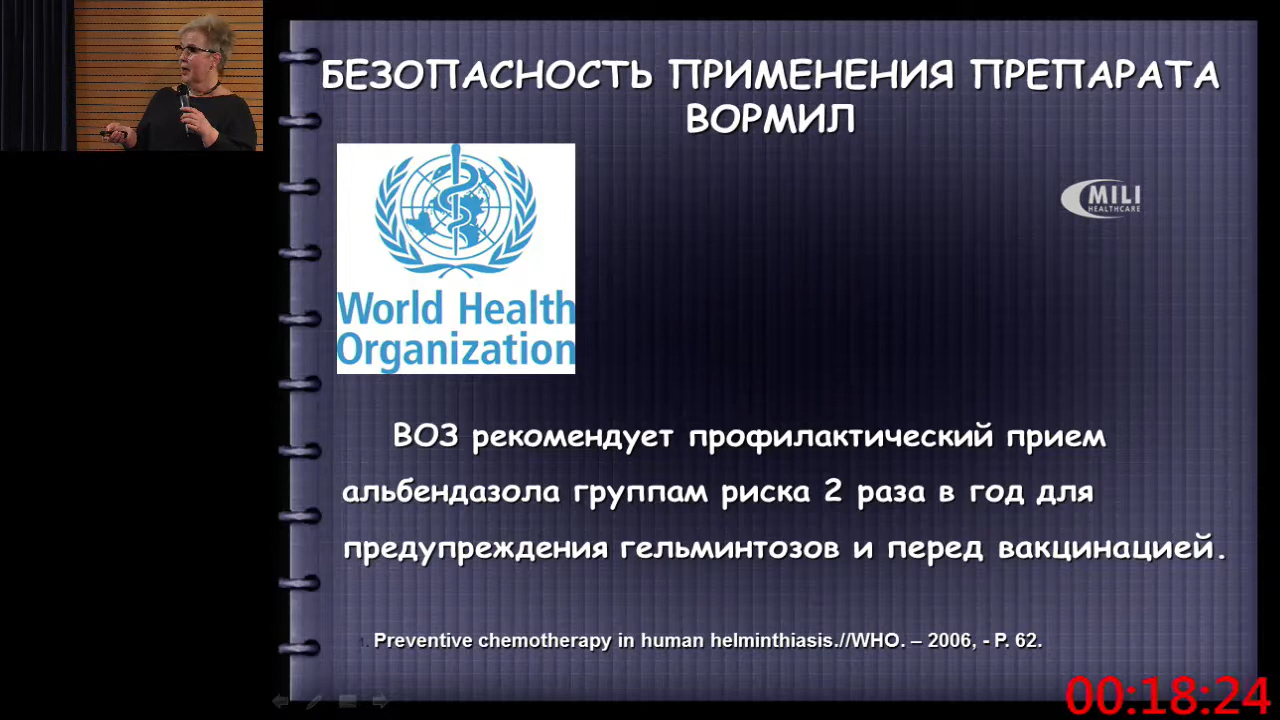 БЕЗОПАСНОСТЬ ПРИМЕНЕНИЯ ПРЕПАРАТА
ВОРМИЛ
World Health
Organization
MILI
HEALTHCARE
ВОЗ рекомендует профилактический прием
альбендазола группам риска 2 раза в год для
предупреждения гельминтозов и перед вакцинацией.
1. Preventive chemotherapy in human helminthiasis.//WHO. – 2006, - P. 62.
00:18:24